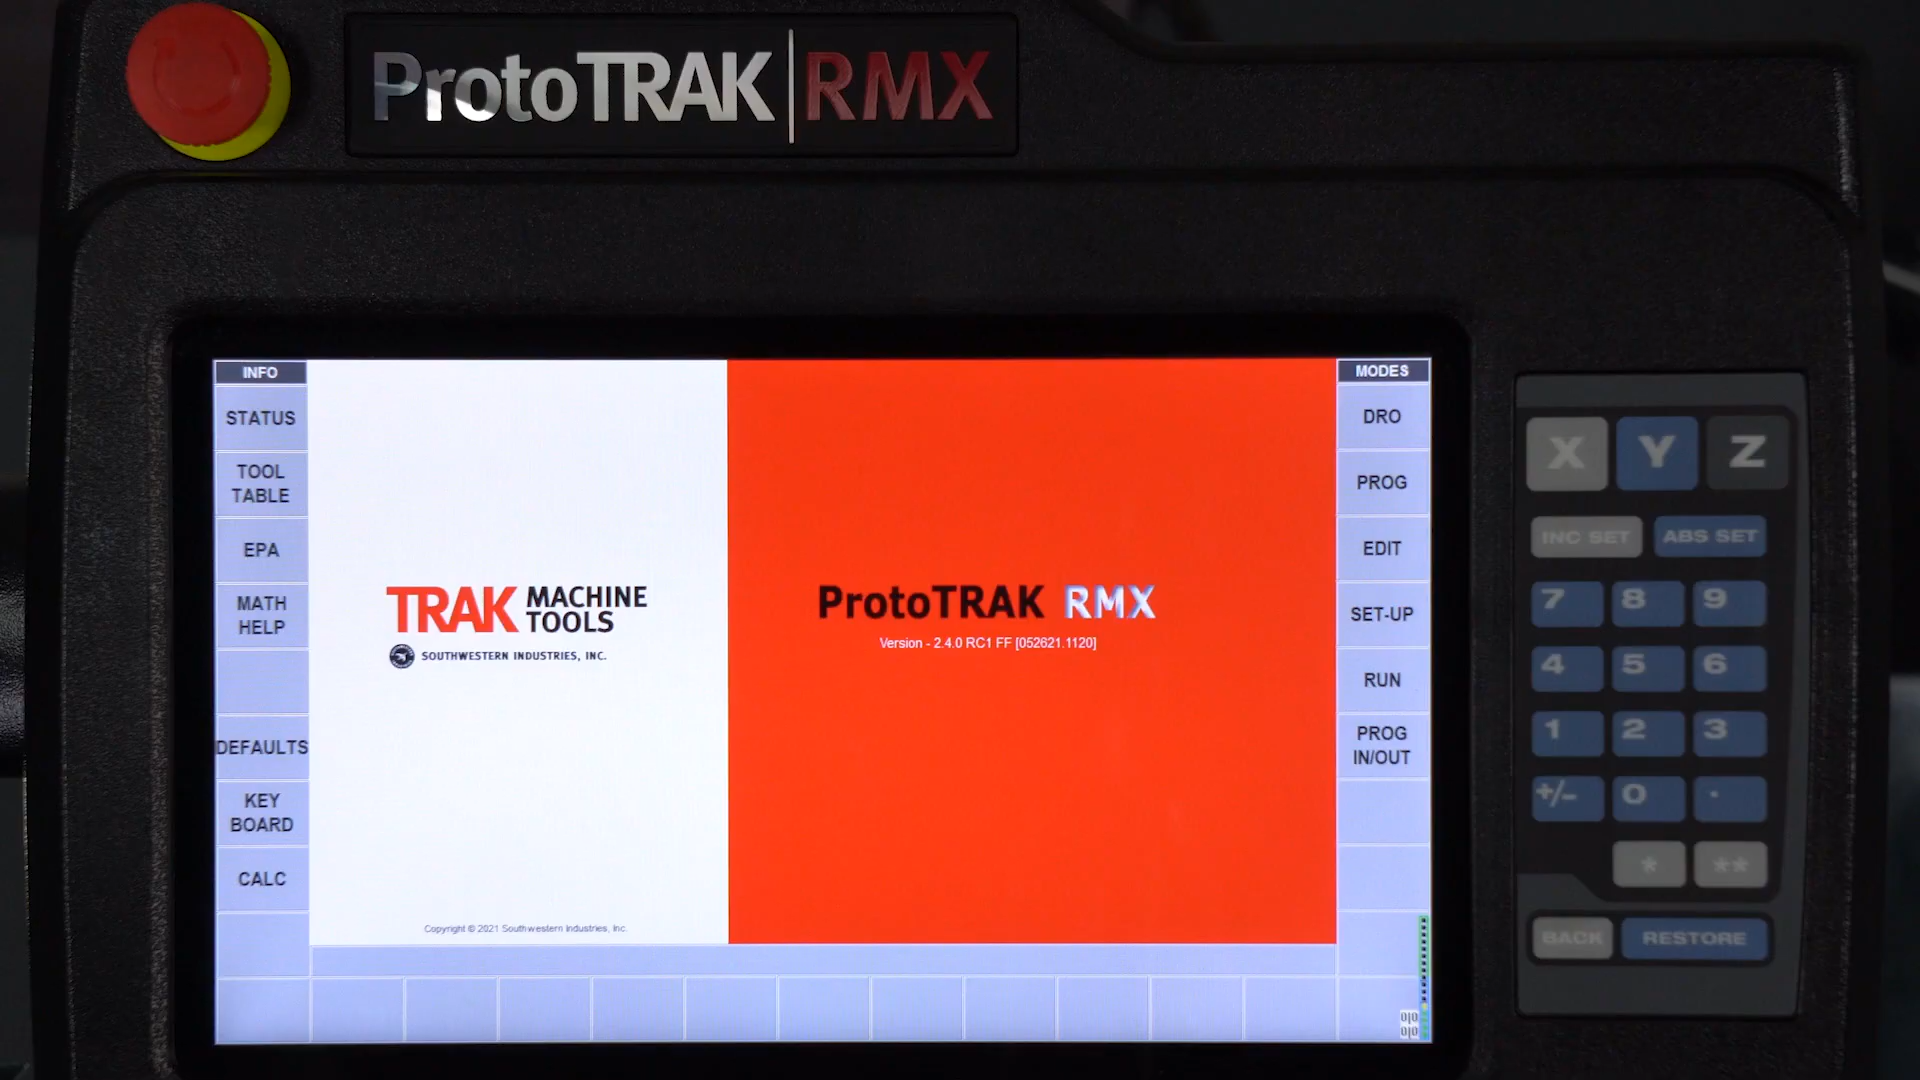 ProtoTRAK RMX
INFO
STATUS
TOOL
TABLE
EPA
MATH
HELP
DEFAULTS
KEY
BOARD
CALC
TRAK MACHINE
TOOLS
SOUTHWESTERN INDUSTRIES, INC.
Copyright © 2021 Southwestern Industries, Inc.
ProtoTRAK RMX
Version - 2.4.0 RC1 FF [052621.1120]
MODES
DRO
PROG
EDIT
SET-UP
RUN
PROG
IN/OUT
X Y Z
INC SET ABS SET
7 8 9
4 5 6
1 2 3
+/- 0 .
* **
BACK RESTORE